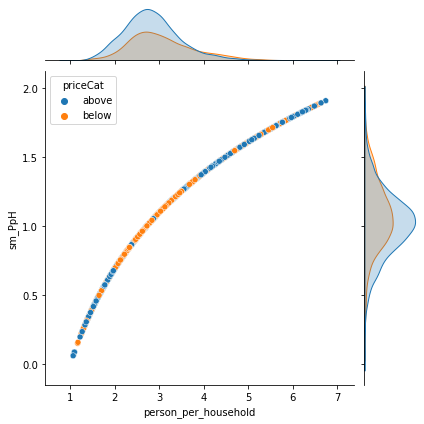 priceCat
above
below
sm_PpH
2.0
1.5
1.0
0.5
0.0
1 2 3 4 5 6 7
person_per_household